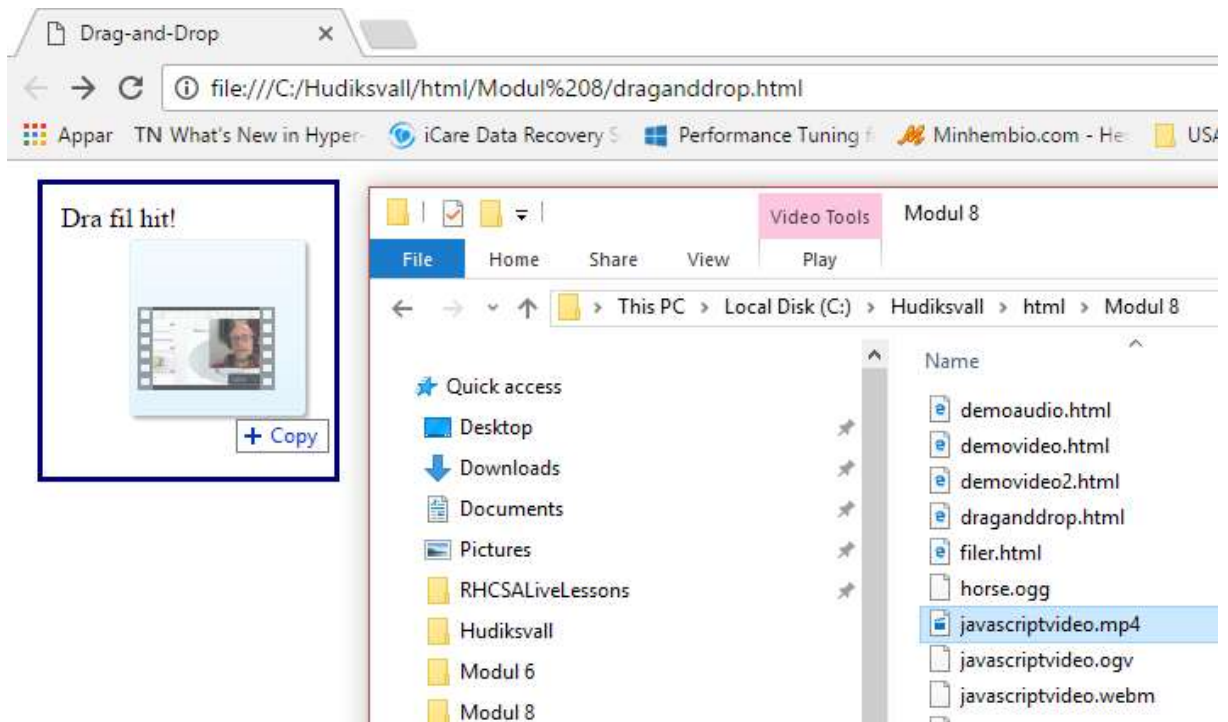 Drag-and-Drop
file:///C:/Hudiksvall/html/Modul%208/draganddrop.html
Appar TN What's New in Hyper- iCare Data Recovery S Performance Tuning f Minhembio.com - He USA
Dra fil hit!
+ Copy
Video Tools Modul 8
File Home Share View Play
This PC > Local Disk (C:) > Hudiksvall > html > Modul 8
Quick access
Desktop
Downloads
Documents
Pictures
RHCSALiveLessons
Hudiksvall
Modul 6
Modul 8
Name
demoaudio.html
demovideo.html
demovideo2.html
draganddrop.html
filer.html
horse.ogg
javascriptvideo.mp4
javascriptvideo.ogv
javascriptvideo.webm